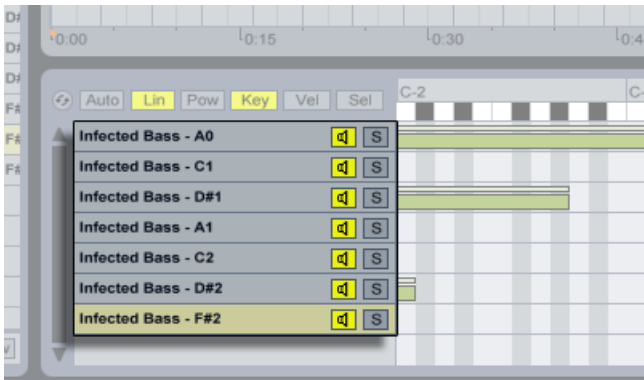 D#
0:00 0:15 0:30 0:4
D#
D#
C-2 C-
Auto Lin Pow Key Vel Sel
F#
Infected Bass - A0 S
F#
Infected Bass - C1 S
F#
Infected Bass - D#1 S
Infected Bass - A1 S
Infected Bass - C2 S
Infected Bass - D#2 S
Infected Bass - F#2 S